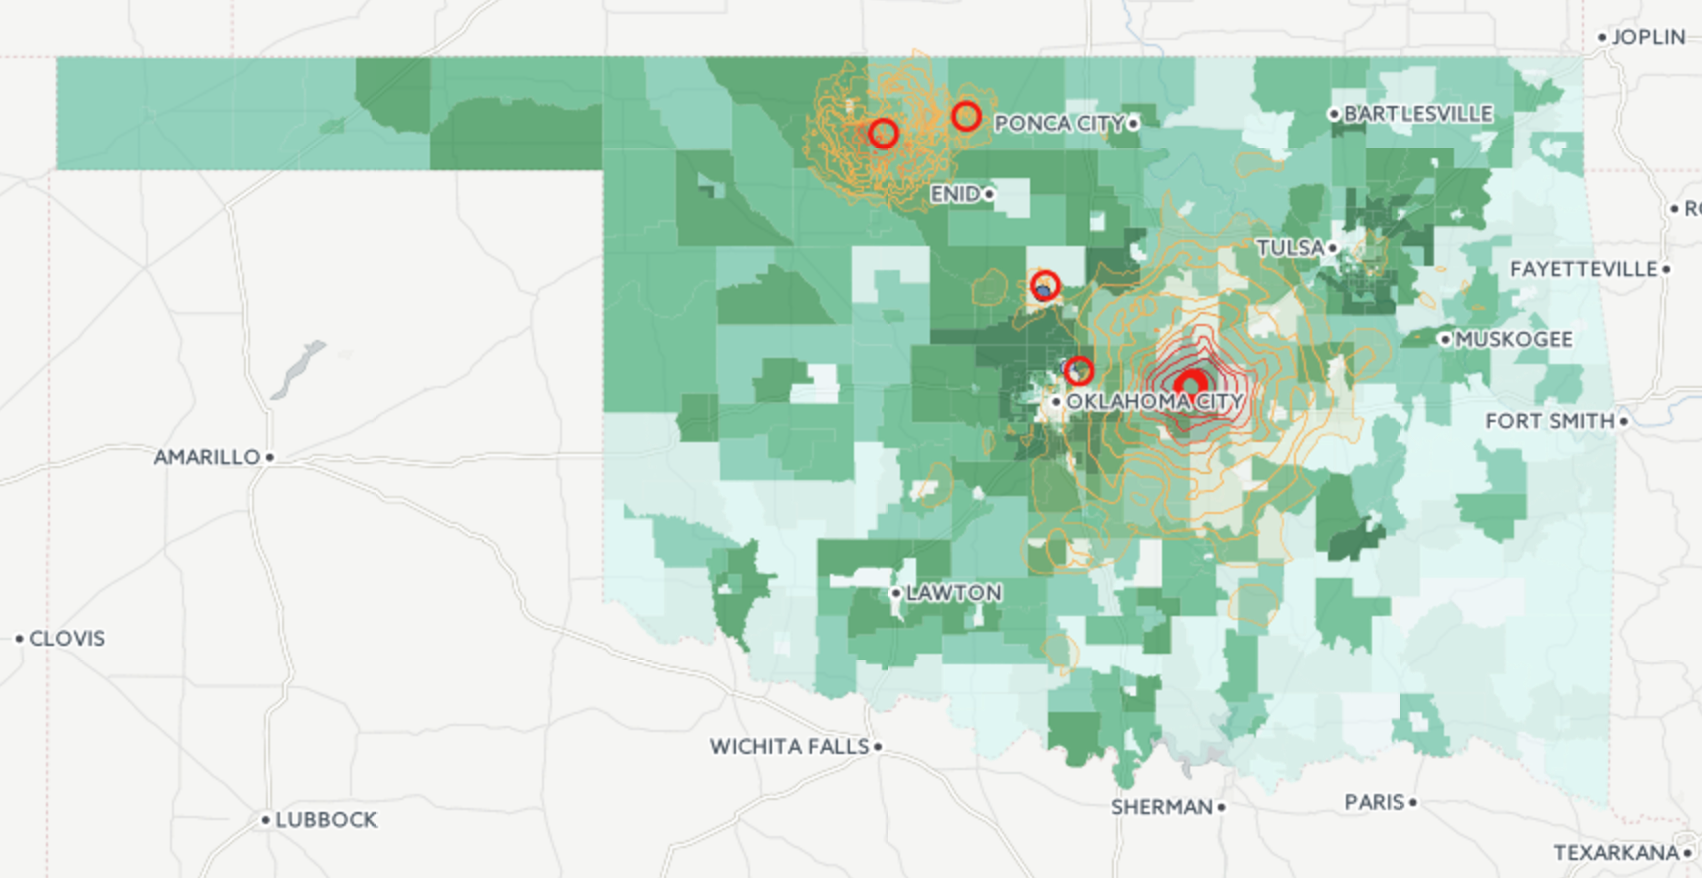 JOPLIN
BARTLESVILLE
PONCA CITY
ENID
TULSA
FAYETTEVILLE
MUSKOGEE
OKLAHOMA CITY
FORT SMITH
AMARILLO
LAWTON
CLOVIS
WICHITA FALLS
SHERMAN
PARIS
LUBBOCK
TEXARKANA